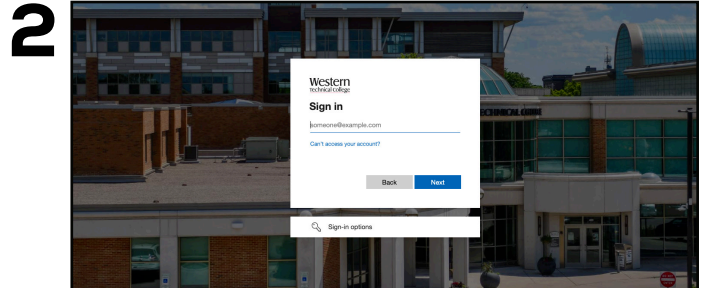 2
Western
technical college
Sign in
someone@example.com
Can't access your account?
Back
Next
Sign-in options